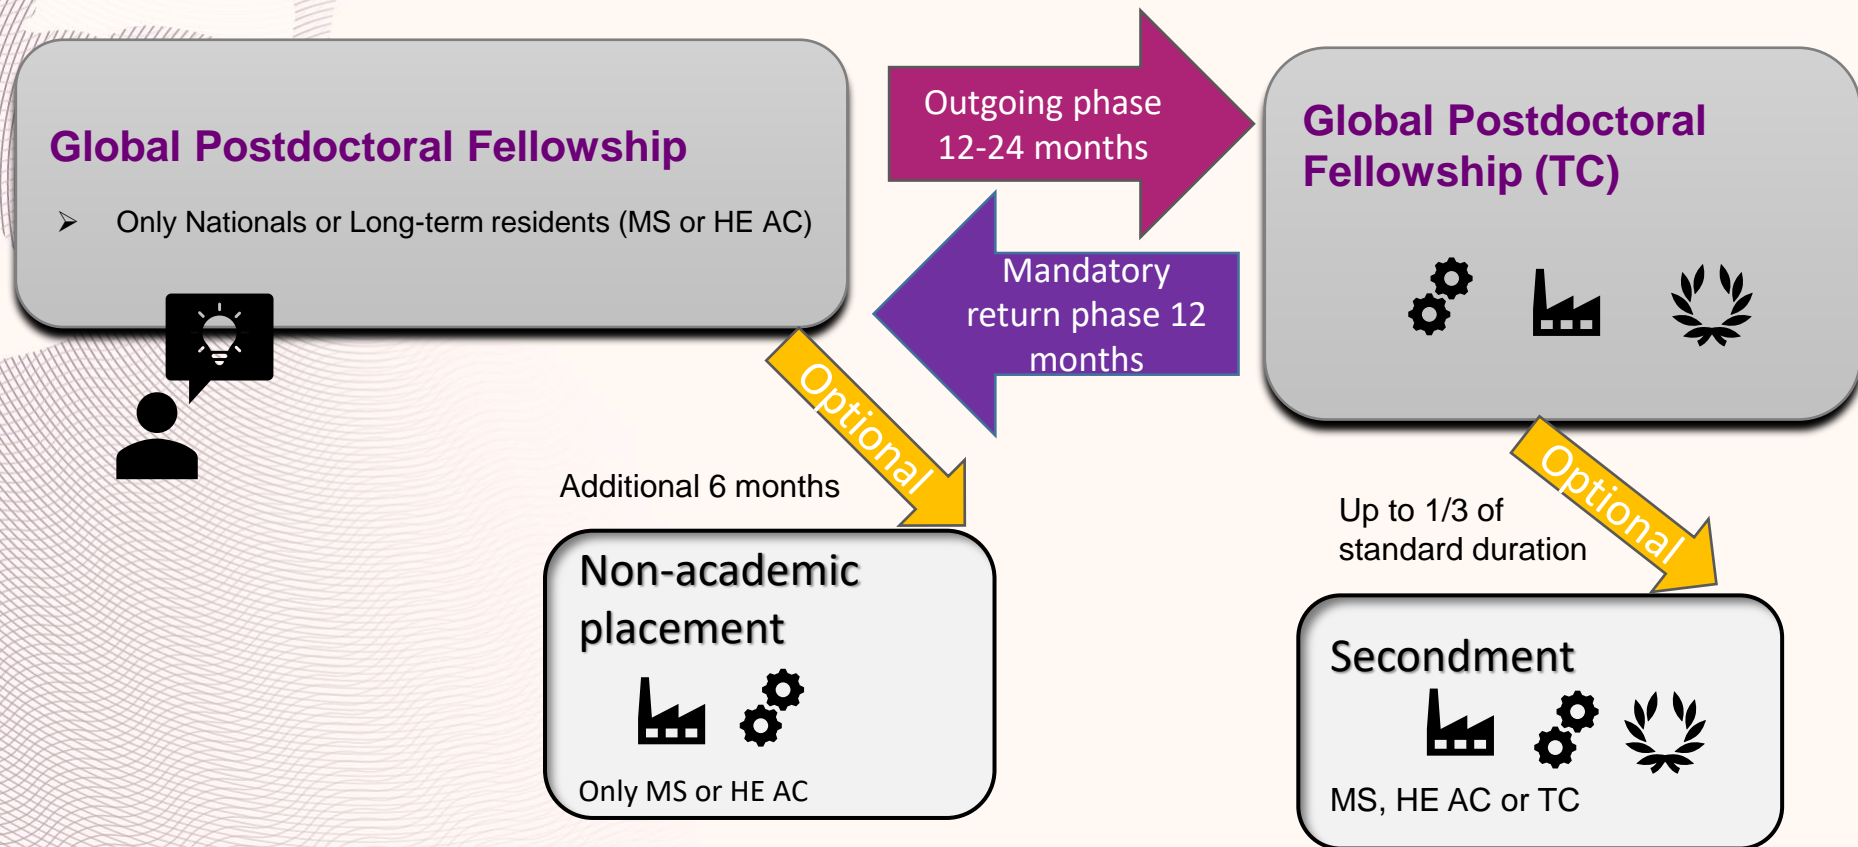 Global Postdoctoral Fellowship
➢ Only Nationals or Long-term residents (MS or HE AC)
Outgoing phase
12-24 months
Mandatory
return phase 12
months
Global Postdoctoral
Fellowship (TC)
Optional
Additional 6 months
Non-academic
placement
Only MS or HE AC
Optional
Up to 1/3 of
standard duration
Secondment
MS, HE AC or TC